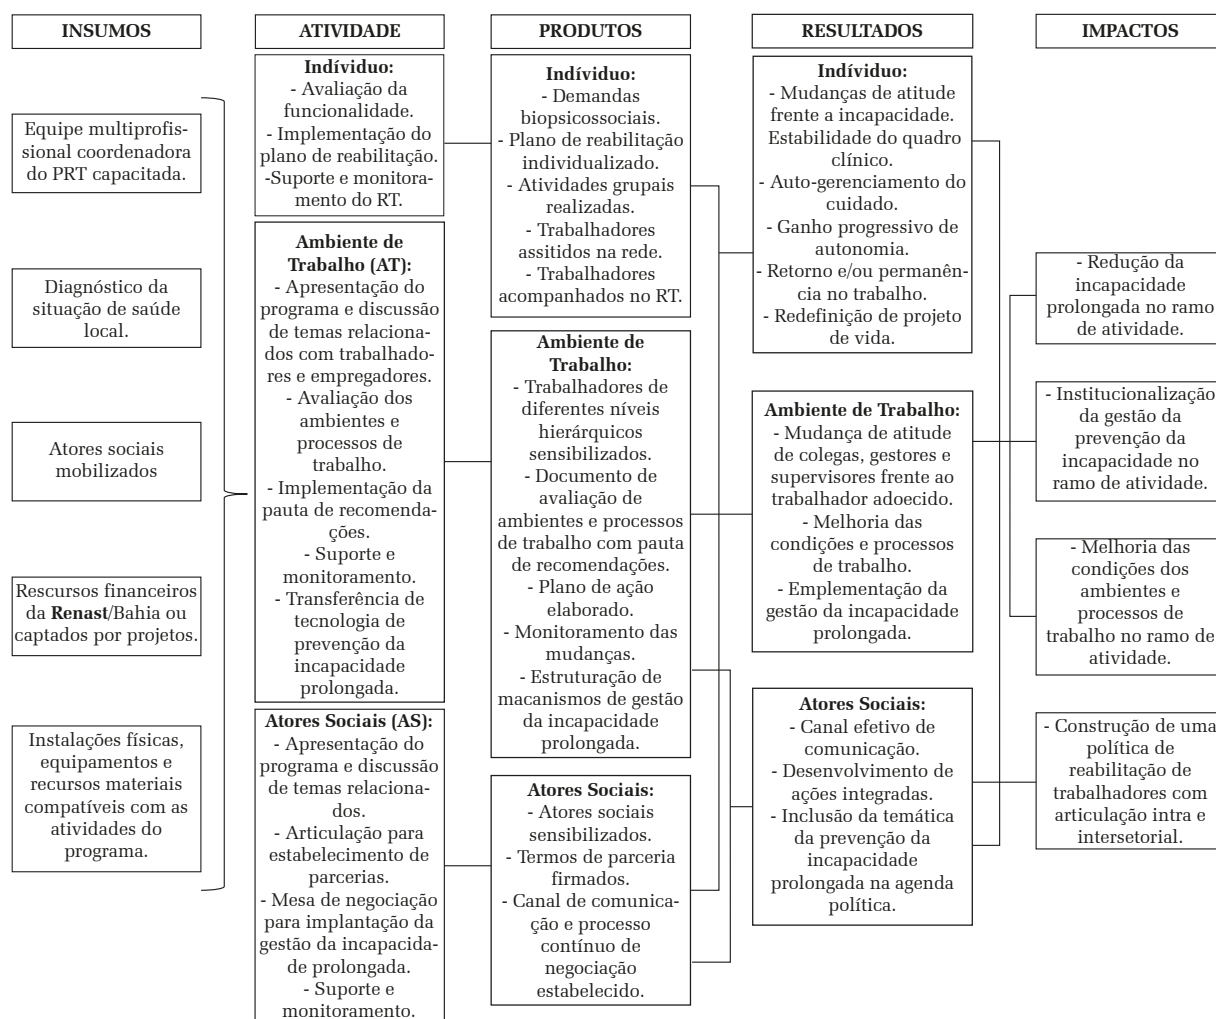 INSUMOS
Equipe multiprofis-
sional coordenadora
do PRT capacitada.
Diagnóstico da
situação de saúde
local.
Atores sociais
mobilizados
Rescursos financeiros
da Renast/Bahia ou
captados por projetos.
Instalações físicas,
equipamentos e
recursos materiais
compatíveis com as
atividades do
programa.
ATIVIDADE
Indíviduo:
- Avaliação da
funcionalidade.
- Implementação do
plano de reabilitação.
-Suporte e monitora-
mento do RT.
Ambiente de
Trabalho (AT):
- Apresentação do
programa e discussão
de temas relaciona-
dos com trabalhado-
res e empregadores.
- Avaliação dos
ambientes e
processos de
trabalho.
- Implementação da
pauta de recomenda-
ções.
- Suporte e
monitoramento.
- Transferência de
tecnologia de
prevenção da
incapacidade
prolongada.
Atores Sociais (AS):
- Apresentação do
programa e discussão
de temas relaciona-
dos.
- Articulação para
estabelecimento de
parcerias.
- Mesa de negociação
para implantação da
gestão da incapacida-
de prolongada.
- Suporte e
monitoramento.
PRODUTOS
Indíviduo:
- Demandas
biopsicossociais.
- Plano de reabilitação
individualizado.
- Atividades grupais
realizadas.
- Trabalhadores
assitidos na rede.
- Trabalhadores
acompanhados no RT.
Ambiente de
Trabalho:
- Trabalhadores de
diferentes níveis
hierárquicos
sensibilizados.
- Documento de
avaliação de
ambientes e processos
de trabalho com pauta
de recomendações.
- Plano de ação
elaborado.
- Monitoramento das
mudanças.
- Estruturação de
macanismos de gestão
da incapacidade
prolongada.
Atores Sociais:
- Atores sociais
sensibilizados.
- Termos de parceria
firmados.
- Canal de comunica-
ção e processo
contínuo de
negociação
estabelecido.
RESULTADOS
Indíviduo:
- Mudanças de atitude
frente a incapacidade.
Estabilidade do quadro
clínico.
- Auto-gerenciamento do
cuidado.
- Ganho progressivo de
autonomia.
- Retorno e/ou permanên-
cia no trabalho.
- Redefinição de projeto
de vida.
Ambiente de Trabalho:
- Mudança de atitude
de colegas, gestores e
supervisores frente ao
trabalhador adoecido.
- Melhoria das
condições e processos
de trabalho.
- Emplementação da
gestão da incapacidade
prolongada.
Atores Sociais:
- Canal efetivo de
comunicação.
- Desenvolvimento de
ações integradas.
- Inclusão da temática
da prevenção da
incapacidade
prolongada na agenda
política.
IMPACTOS
- Redução da
incapacidade
prolongada no ramo
de atividade.
- Institucionalização
da gestão da
prevenção da
incapacidade no
ramo de atividade.
- Melhoria das
condições dos
ambientes e
processos de
trabalho no ramo de
atividade.
- Construção de uma
política de
reabilitação de
trabalhadores com
articulação intra e
intersetorial.